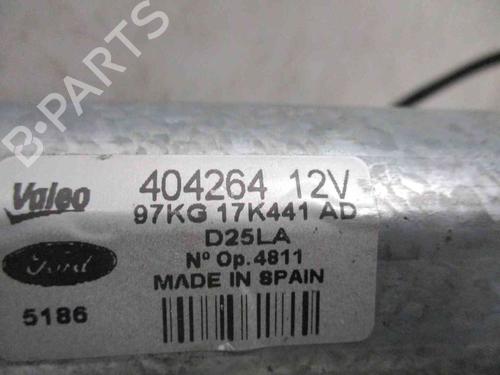 B-PARTS
Valeo
404264 12V
97KG 17K441 AD
D25LA
Ford
Nº Op.4811
5186
MADE IN SPAIN